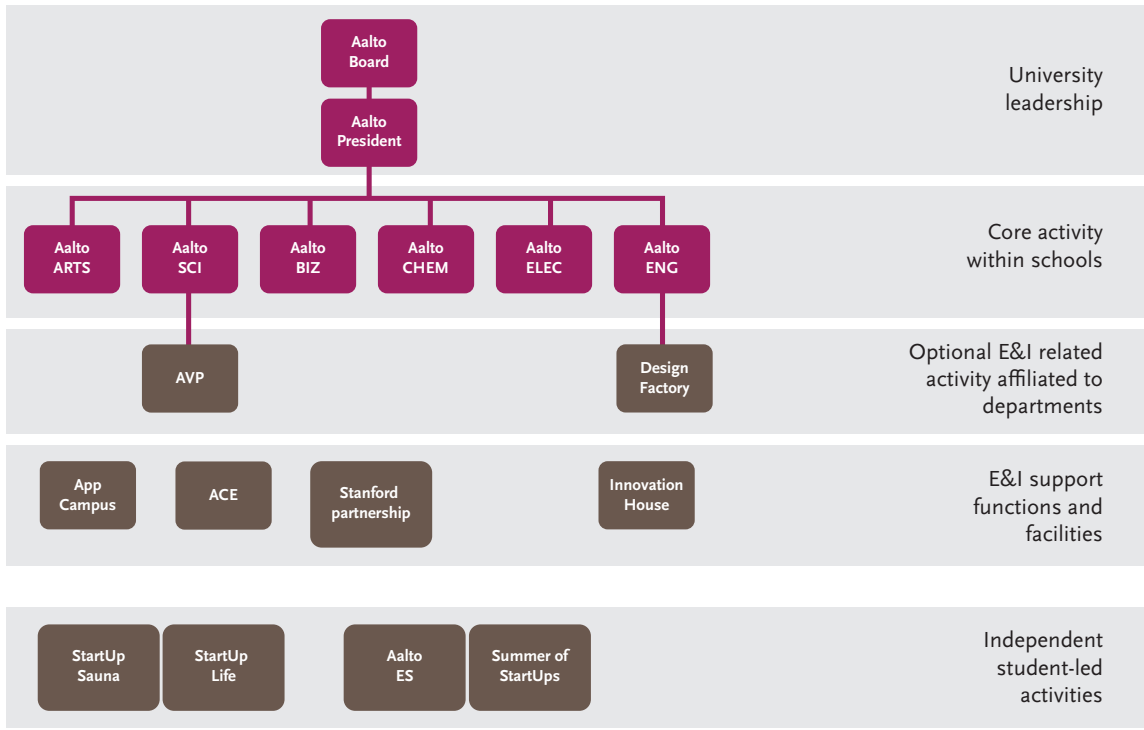 Aalto
Board
Aalto
President
University
leadership
Aalto
ARTS
Aalto
SCI
Aalto
BIZ
Aalto
CHEM
Aalto
ELEC
Aalto
ENG
Core activity
within schools
AVP
Design
Factory
Optional E&I related
activity affiliated to
departments
App
Campus
ACE
Stanford
partnership
Innovation
House
E&I support
functions and
facilities
StartUp
Sauna
StartUp
Life
Aalto
ES
Summer of
StartUps
Independent
student-led
activities